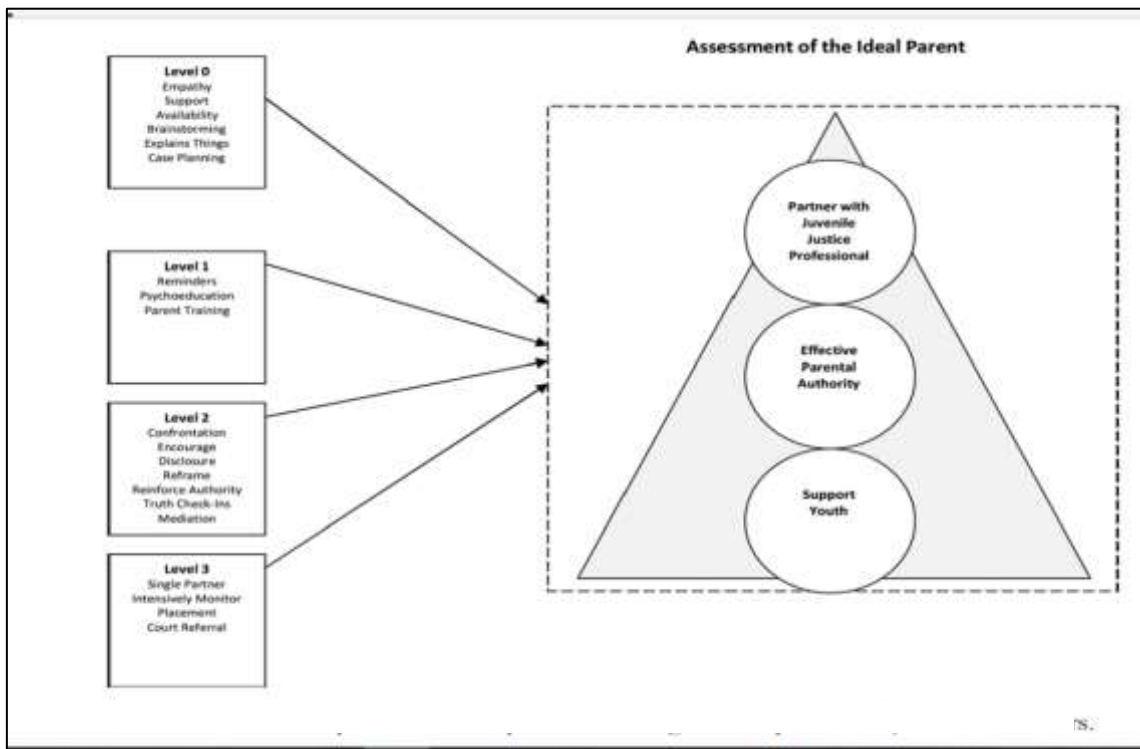 Assessment of the Ideal Parent
Level 0
Empathy
Support
Availability
Brainstorming
Explains Things
Case Planning
Level 1
Reminders
Psychoeducation
Parent Training
Level 2
Confrontation
Encourage
Disclosure
Reframe
Reinforce Authority
Truth Check-Ins
Mediation
Level 3
Single Partner
Intensively Monitor
Placement
Court Referral
Partner with
Juvenile
Justice
Professional
Effective
Parental
Authority
Support
Youth